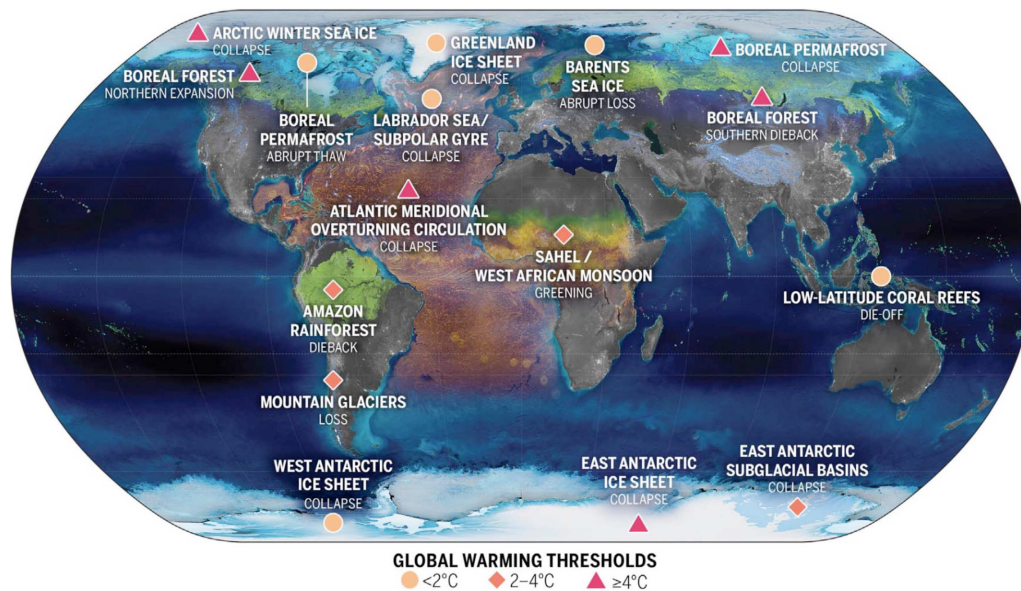 ARCTIC WINTER SEA ICE
COLLAPSE
GREENLAND
ICE SHEET
COLLAPSE
BARENTS
SEA ICE
ABRUPT LOSS
BOREAL PERMAFROST
COLLAPSE
BOREAL FOREST
NORTHERN EXPANSION
BOREAL
PERMAFROST
ABRUPT THAW
LABRADOR SEA/
SUBPOLAR GYRE
COLLAPSE
BOREAL FOREST
SOUTHERN DIEBACK
ATLANTIC MERIDIONAL
OVERTURNING CIRCULATION
COLLAPSE
SAHEL /
WEST AFRICAN MONSOON
GREENING
LOW-LATITUDE CORAL REEFS
DIE-OFF
AMAZON
RAINFOREST
DIEBACK
MOUNTAIN GLACIERS
LOSS
WEST ANTARCTIC
ICE SHEET
COLLAPSE
EAST ANTARCTIC
ICE SHEET
COLLAPSE
EAST ANTARCTIC
SUBGLACIAL BASINS
COLLAPSE
GLOBAL WARMING THRESHOLDS
<2°C 2–4°C ≥4°C